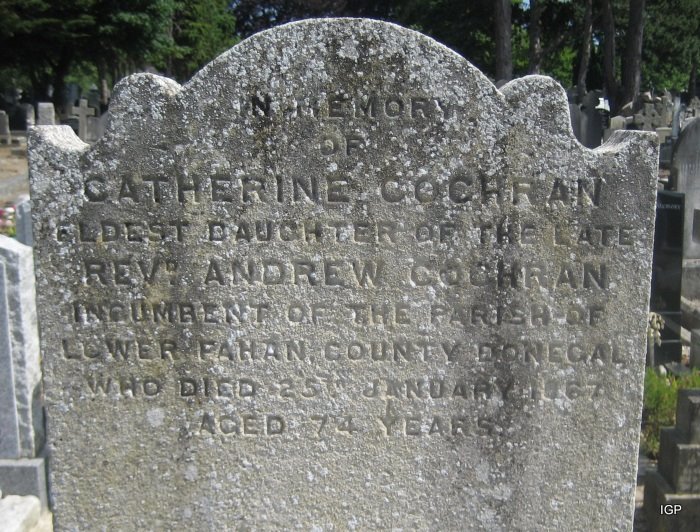 IN MEMORY
OF
CATHERINE COCHRAN
ELDEST DAUGHTER OF THE LATE
REVD. ANDREW COCHRAN
INCUMBENT OF THE PARISH OF
LOWER FAHAN, COUNTY DONEGAL
WHO DIED 25TH JANUARY 1867
AGED 74 YEARS
IGP